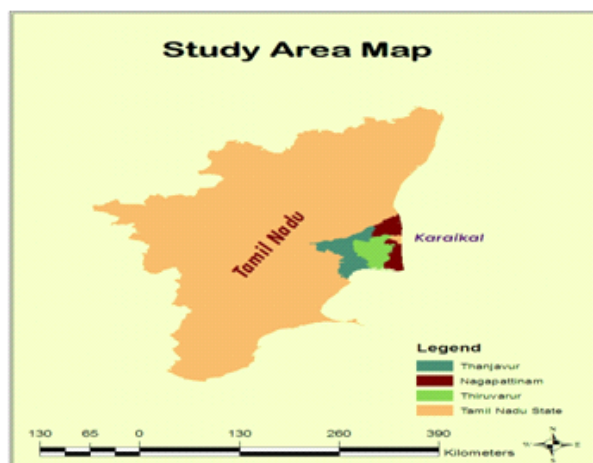 Study Area Map
Tamil Nadu
Karaikal
Legend
Thanjavur
Nagapattinam
Thiruvarur
Tamil Nadu State
130 65 0 130 260 390
Kilometers
N
W E
S